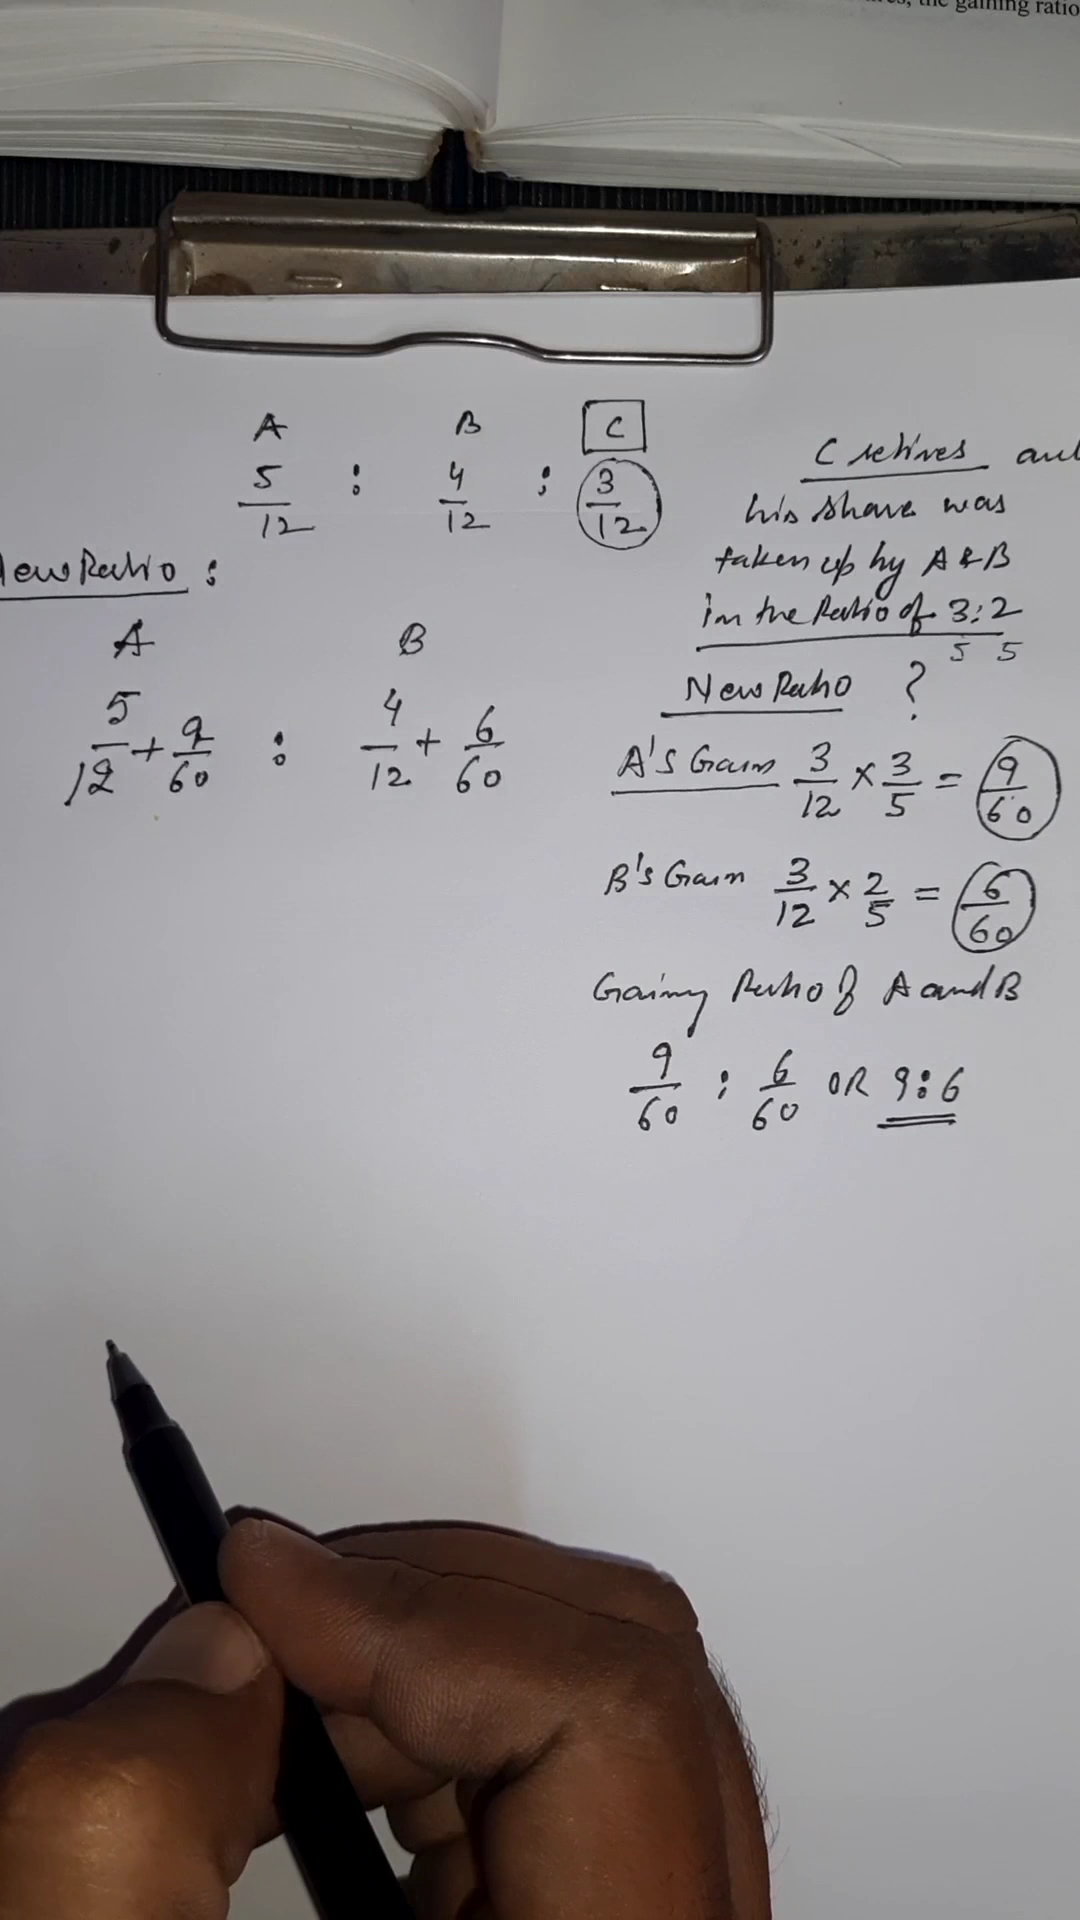 the gaining ratio
A B C
5/12 : 4/12 : 3/12
New Ratio :
A B
5/12 + 9/60 : 4/12 + 6/60
C retires and
his share was
taken up by A & B
in the Ratio of 3:2
5 5
New Ratio ?
A's Gain 3/12 × 3/5 = 9/60
B's Gain 3/12 × 2/5 = 6/60
Gaining Ratio of A and B
9/60 : 6/60 OR 9:6